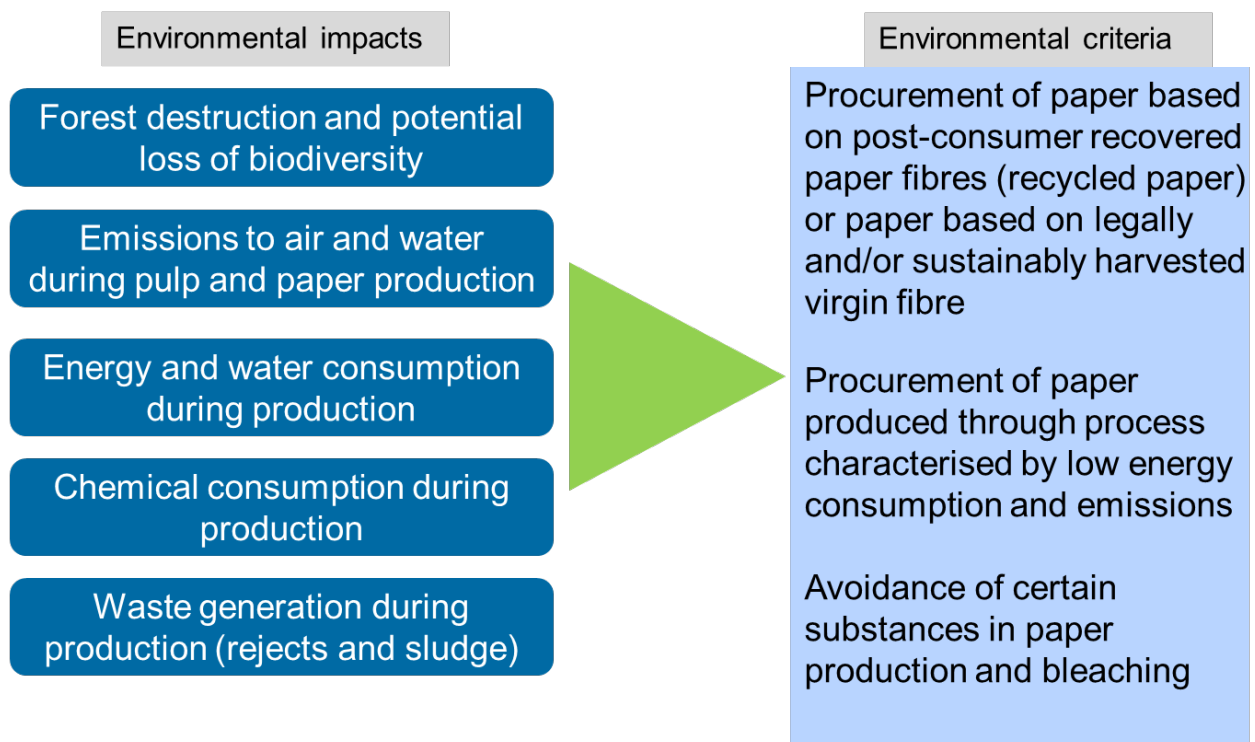 Environmental impacts
Forest destruction and potential
loss of biodiversity
Emissions to air and water
during pulp and paper production
Energy and water consumption
during production
Chemical consumption during
production
Waste generation during
production (rejects and sludge)
Environmental criteria
Procurement of paper based
on post-consumer recovered
paper fibres (recycled paper)
or paper based on legally
and/or sustainably harvested
virgin fibre
Procurement of paper
produced through process
characterised by low energy
consumption and emissions
Avoidance of certain
substances in paper
production and bleaching